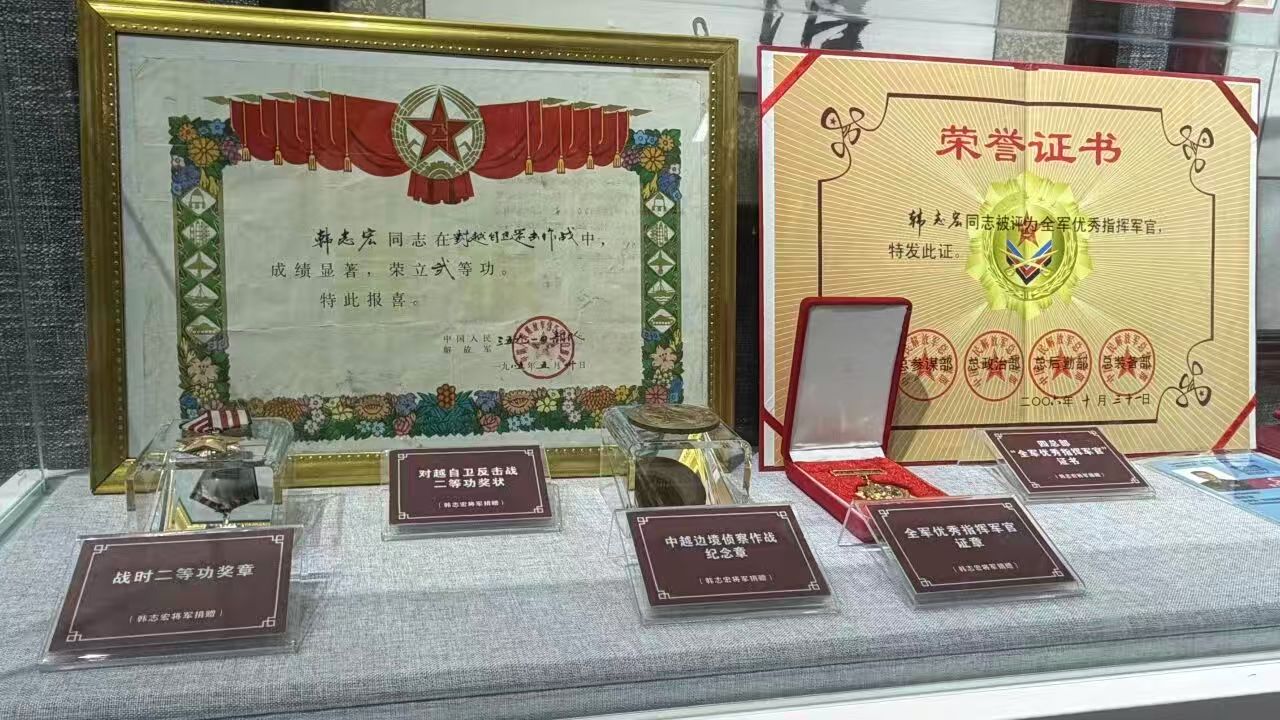 韩志宏同志在对越自卫还击作战中,
成绩显著,荣立贰等功。
特此报喜。
中国人民
解放军
荣誉证书
韩志宏同志被评为全军优秀指挥军官,
特发此证。
总参谋部
总政治部
总后勤部
总装备部
十月三十一日
对越自卫反击战
二等功奖状
(韩志宏将军捐赠)
四总部
"全军优秀指挥军官"
证书
(韩志宏将军捐赠)
战时二等功奖章
(韩志宏将军捐赠)
中越边境侦察作战
纪念章
(韩志宏将军捐赠)
全军优秀指挥军官
证章
(韩志宏将军捐赠)